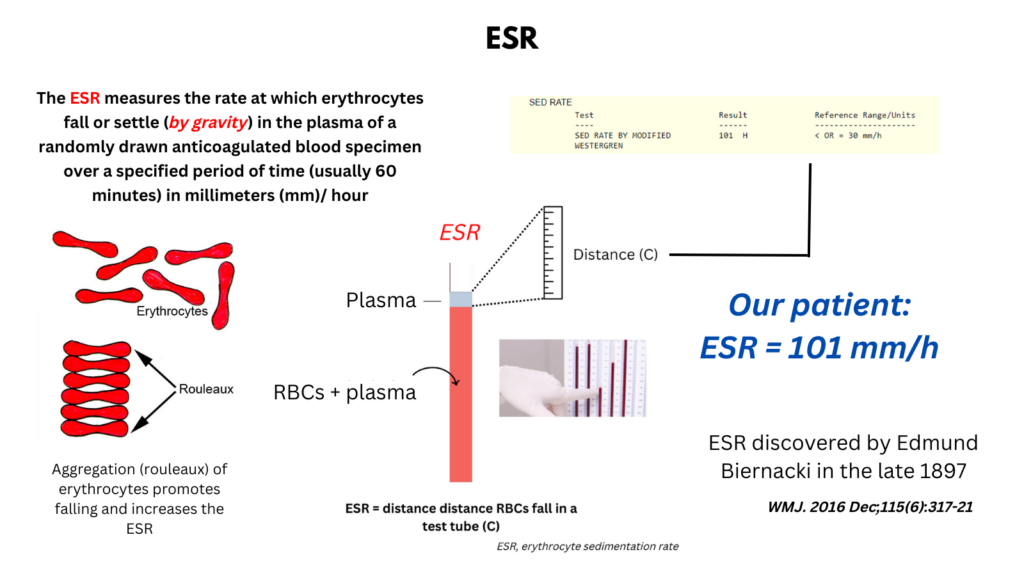 ESR
The ESR measures the rate at which erythrocytes
fall or settle (by gravity) in the plasma of a
randomly drawn anticoagulated blood specimen
over a specified period of time (usually 60
minutes) in millimeters (mm)/ hour
SED RATE
Test Result Reference Range/Units
---- ------ --------------------
SED RATE BY MODIFIED 101 H < OR = 30 mm/h
WESTERGREN
ESR
Distance (C)
Plasma
RBCs + plasma
Erythrocytes
Rouleaux
Aggregation (rouleaux) of
erythrocytes promotes
falling and increases the
ESR
ESR = distance distance RBCs fall in a
test tube (C)
ESR, erythrocyte sedimentation rate
Our patient:
ESR = 101 mm/h
ESR discovered by Edmund
Biernacki in the late 1897
WMJ. 2016 Dec;115(6):317-21